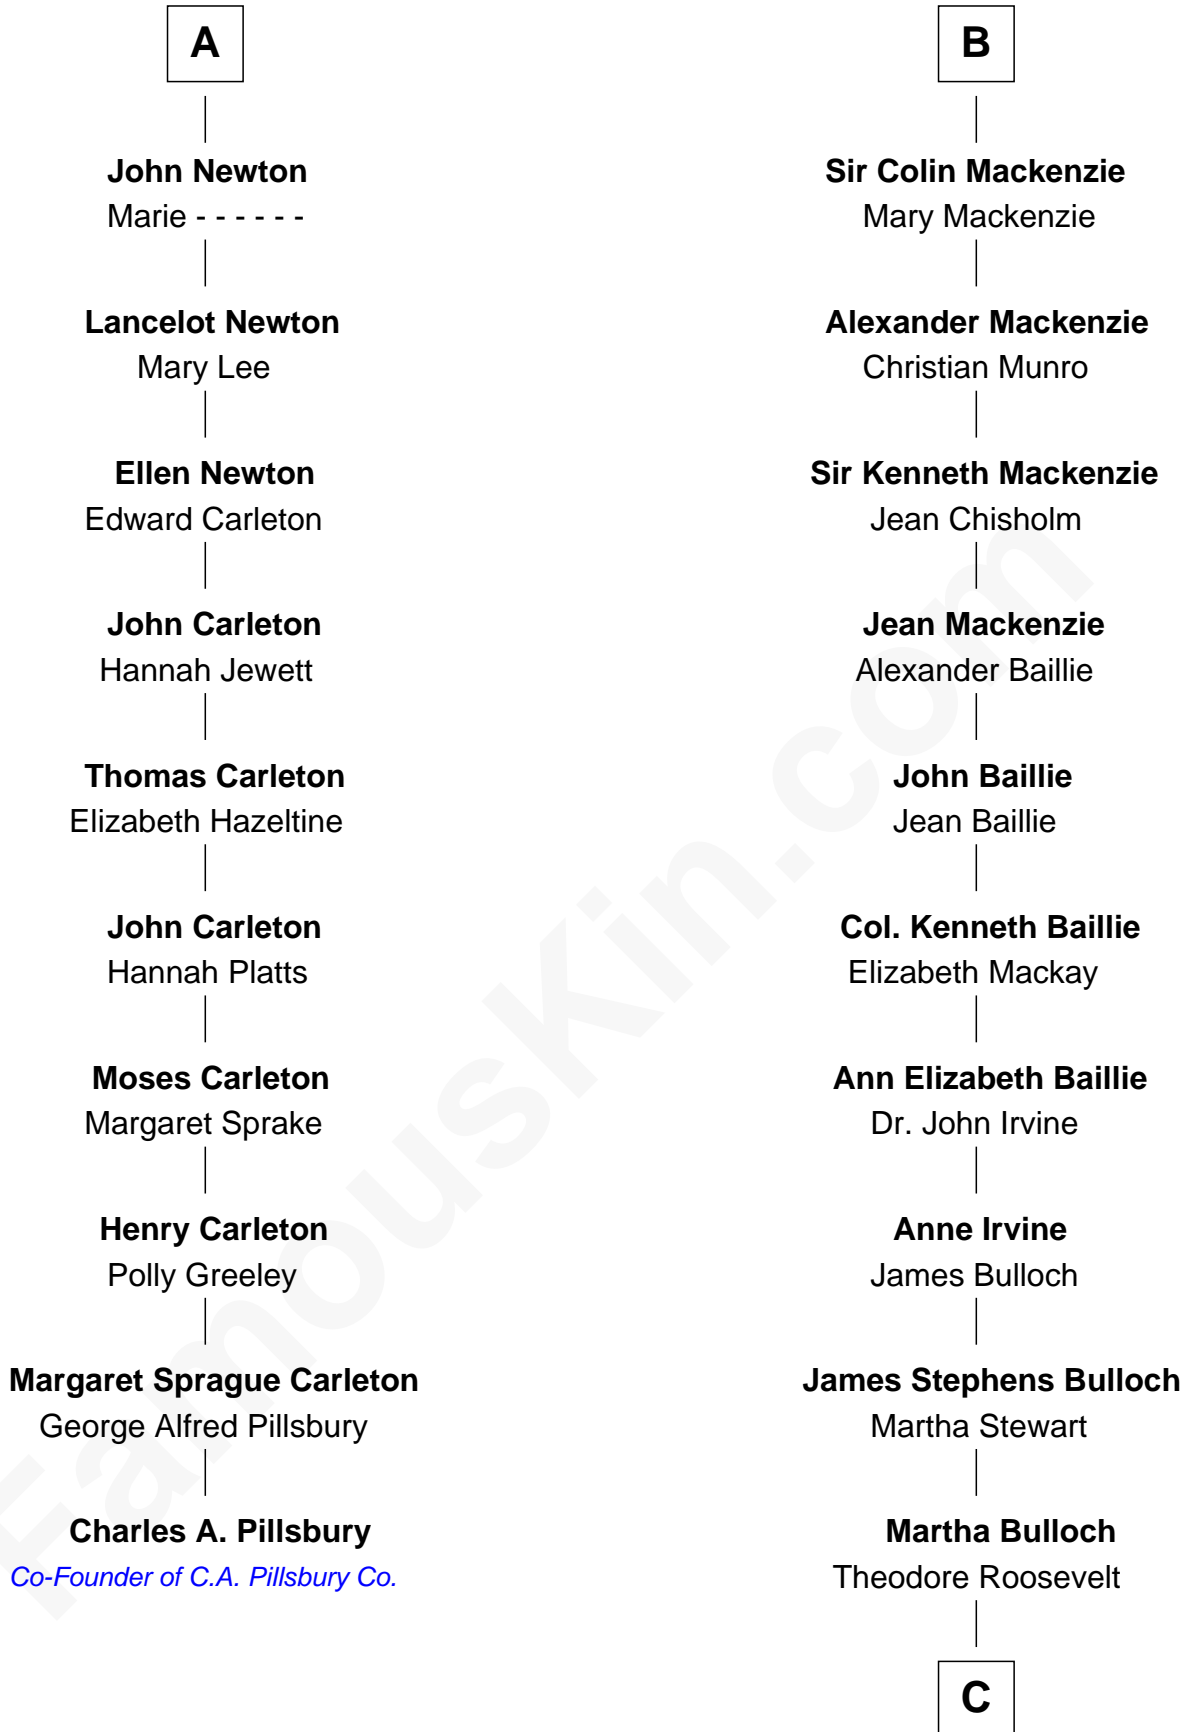 A
John Newton
Marie - - - - - -
Lancelot Newton
Mary Lee
Ellen Newton
Edward Carleton
John Carleton
Hannah Jewett
Thomas Carleton
Elizabeth Hazeltine
John Carleton
Hannah Platts
Moses Carleton
Margaret Sprake
Henry Carleton
Polly Greeley
Margaret Sprague Carleton
George Alfred Pillsbury
Charles A. Pillsbury
Co-Founder of C.A. Pillsbury Co.
B
Sir Colin Mackenzie
Mary Mackenzie
Alexander Mackenzie
Christian Munro
Sir Kenneth Mackenzie
Jean Chisholm
Jean Mackenzie
Alexander Baillie
John Baillie
Jean Baillie
Col. Kenneth Baillie
Elizabeth Mackay
Ann Elizabeth Baillie
Dr. John Irvine
Anne Irvine
James Bulloch
James Stephens Bulloch
Martha Stewart
Martha Bulloch
Theodore Roosevelt
C
FamousKin.com